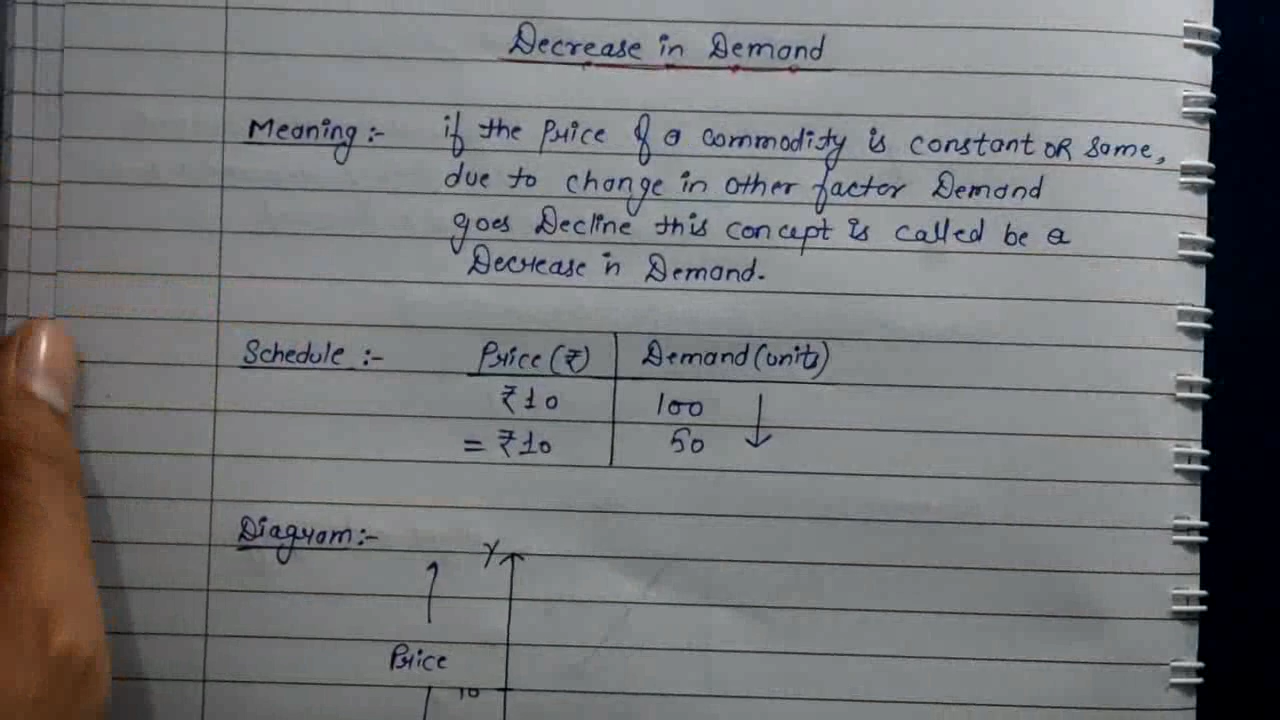 Decrease in Demand
Meaning :- if the Price of a commodity is constant OR same,
due to change in other factor Demand
goes Decline this concept is called be a
Decrease in Demand.
Schedule :- Price (₹) Demand (units)
₹10 100
= ₹10 50
Diagram :- Y
Price
10